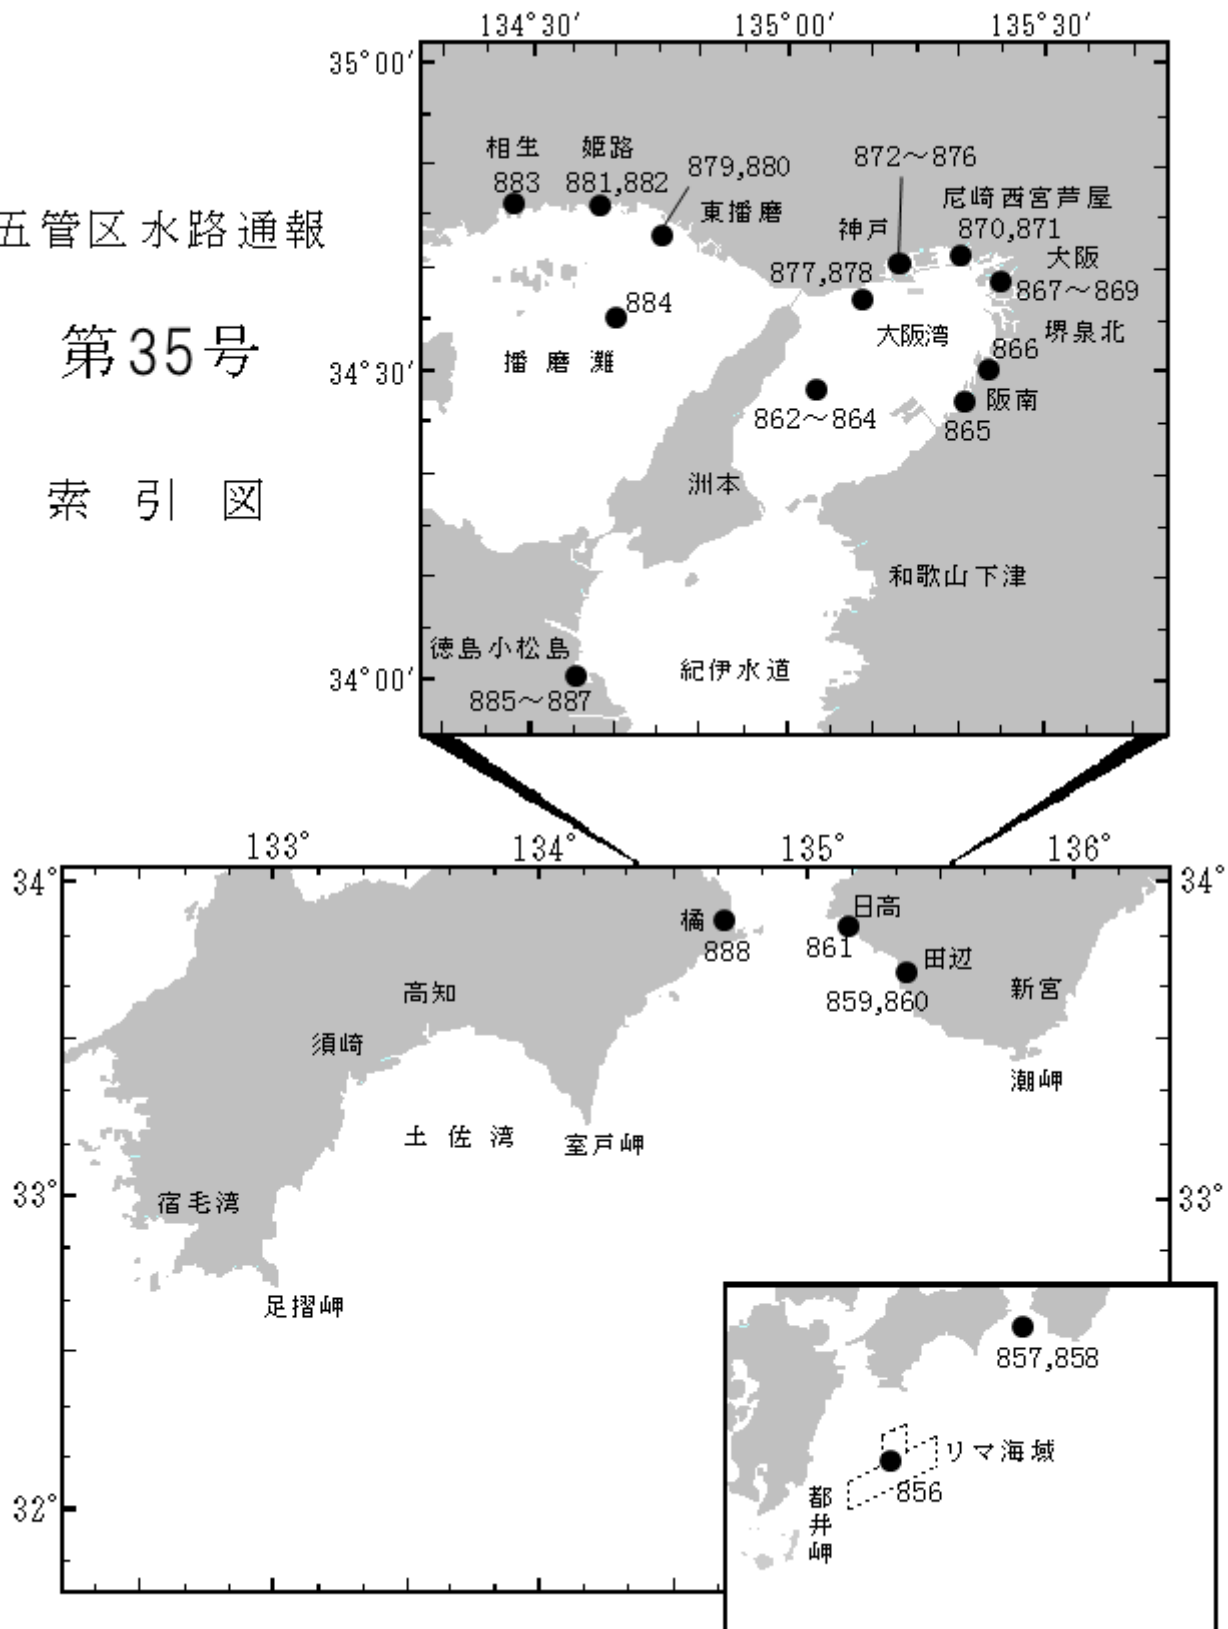 五管区水路通報
第35号
索引図
134°30′ 135°00′ 135°30′
35°00′
34°30′
34°00′
相生
883
姫路
881,882
879,880
東播磨
872～876
神戸
尼崎西宮芦屋
870,871
877,878
大阪
867～869
884
大阪湾
堺泉北
播磨灘
866
862～864
阪南
865
洲本
和歌山下津
徳島小松島
885～887
紀伊水道
133° 134° 135° 136°
34° 34°
橘
888
日高
861
田辺
859,860
新宮
高知
須崎
潮岬
土佐湾
室戸岬
33° 33°
宿毛湾
足摺岬
857,858
リマ海域
856
都井岬
32°